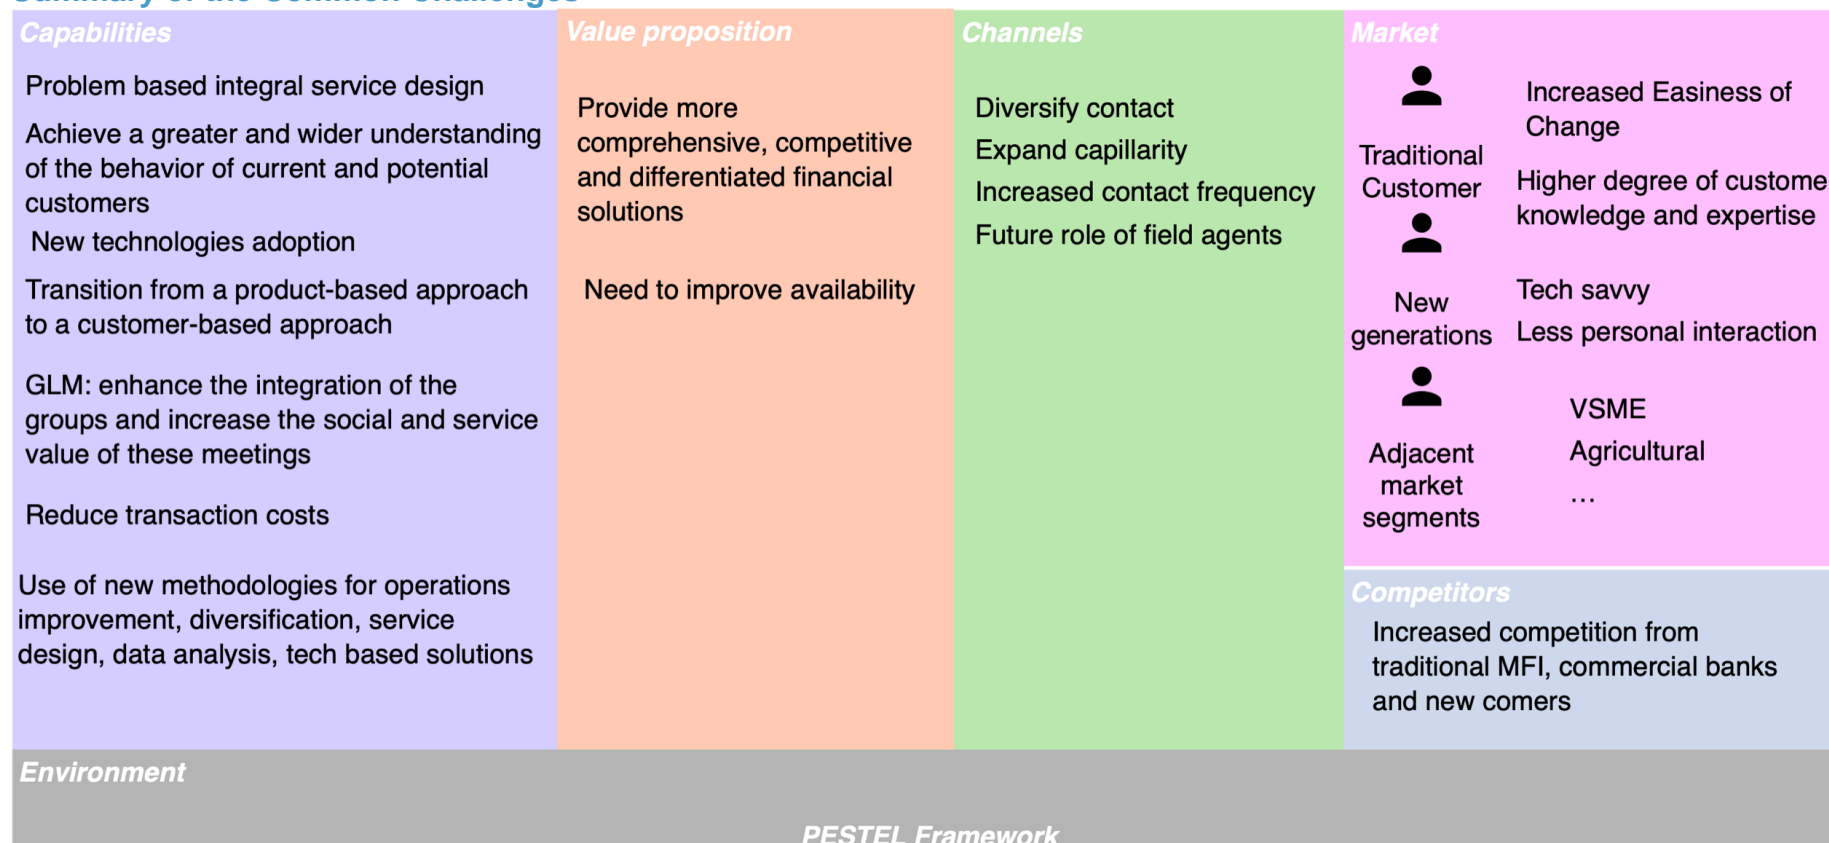 Summary of the Common Challenges
Capabilities
Problem based integral service design
Achieve a greater and wider understanding
of the behavior of current and potential
customers
New technologies adoption
Transition from a product-based approach
to a customer-based approach
GLM: enhance the integration of the
groups and increase the social and service
value of these meetings
Reduce transaction costs
Use of new methodologies for operations
improvement, diversification, service
design, data analysis, tech based solutions
Value proposition
Provide more
comprehensive, competitive
and differentiated financial
solutions
Need to improve availability
Channels
Diversify contact
Expand capillarity
Increased contact frequency
Future role of field agents
Market
Traditional
Customer
Increased Easiness of
Change
Higher degree of custome
knowledge and expertise
New
generations
Tech savvy
Less personal interaction
Adjacent
market
segments
VSME
Agricultural
…
Competitors
Increased competition from
traditional MFI, commercial banks
and new comers
Environment
PESTEL Framework